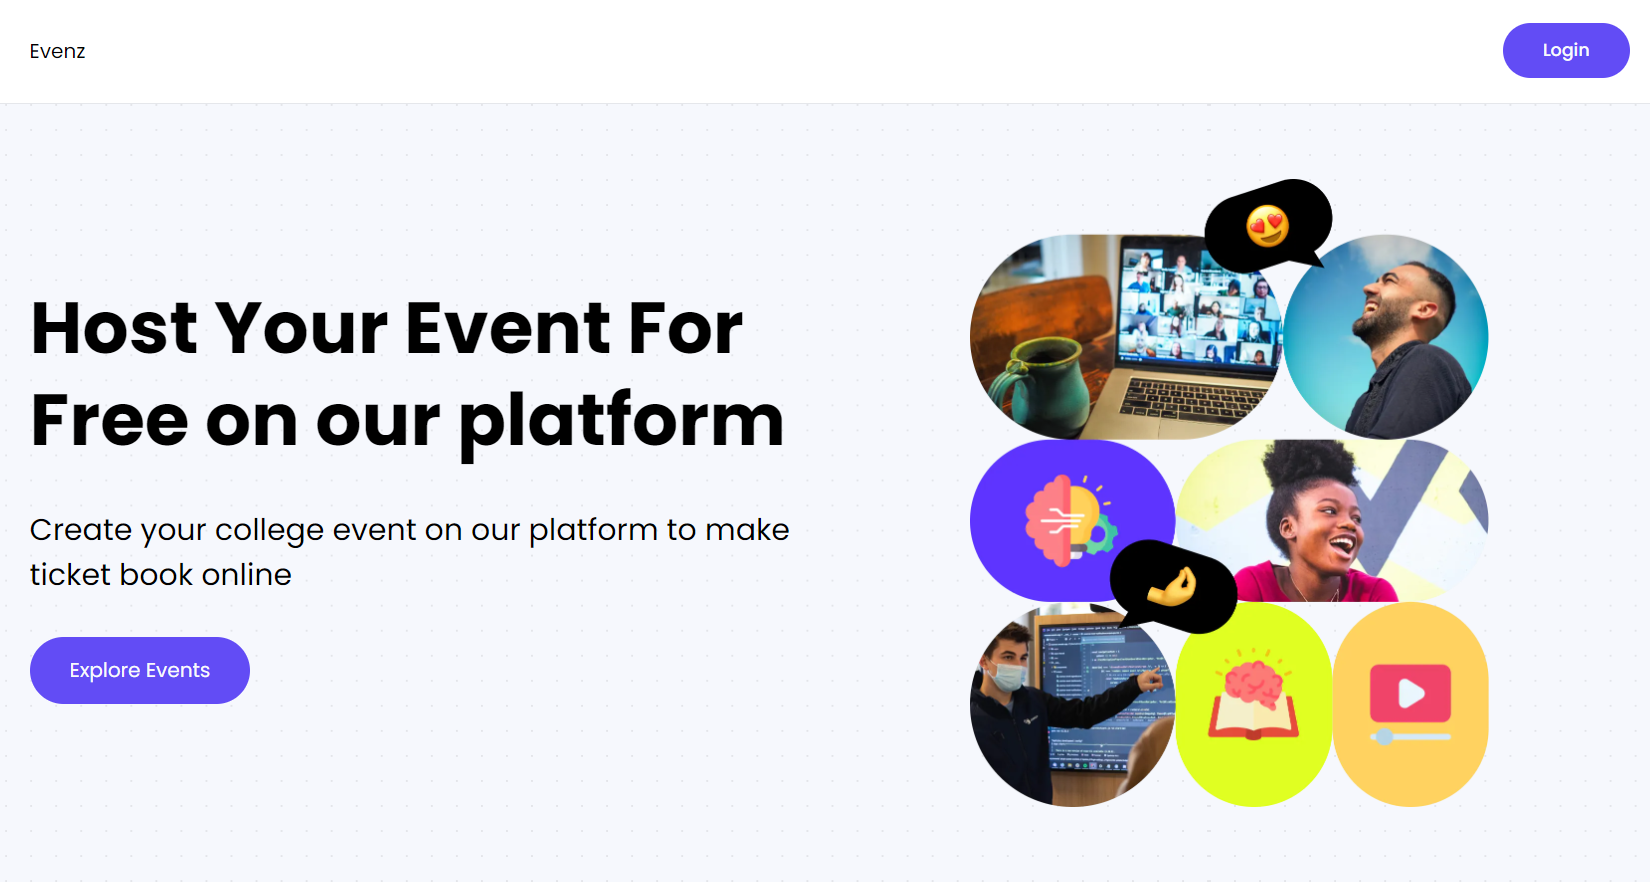 Evenz
Login
Host Your Event For
Free on our platform
Create your college event on our platform to make
ticket book online
Explore Events